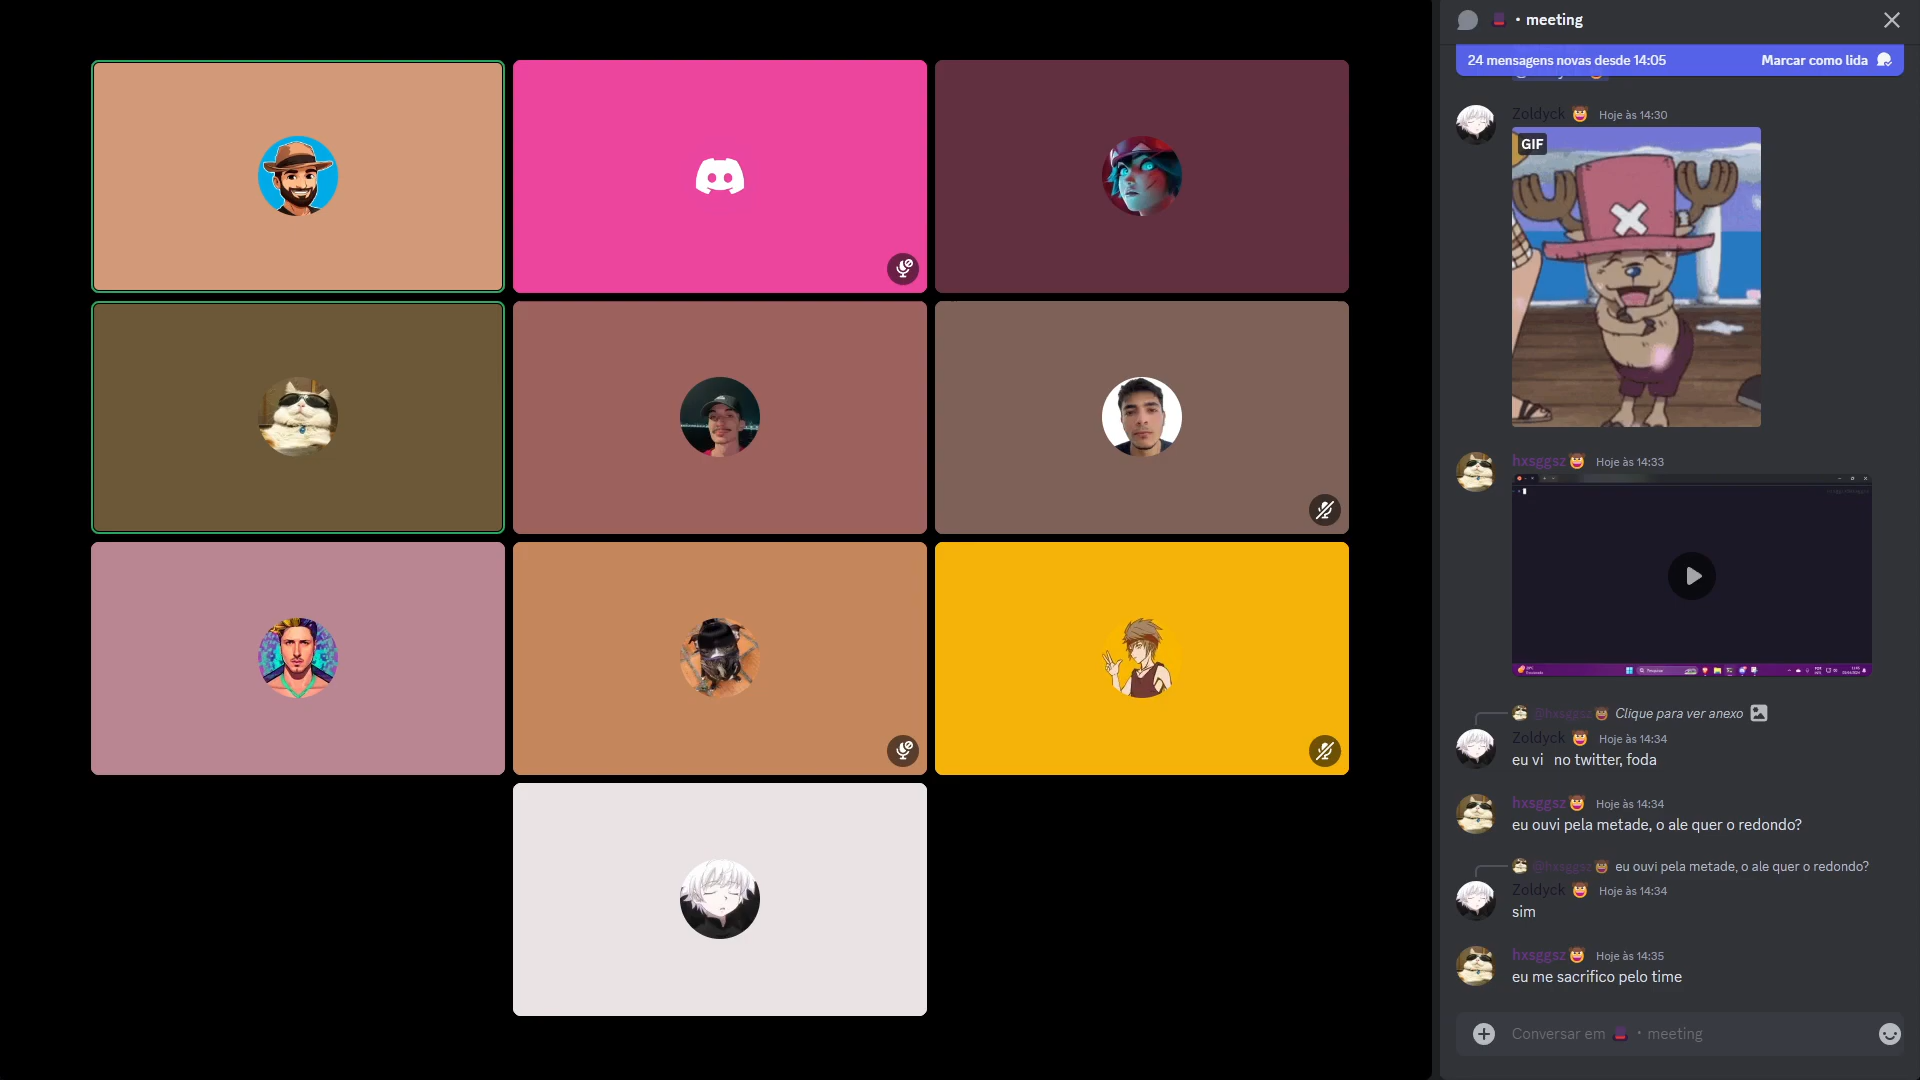 • meeting
24 mensagens novas desde 14:05
Marcar como lida
Zoldyck Hoje às 14:30
GIF
hxsggsz Hoje às 14:33
@hxsggsz Clique para ver anexo
Zoldyck Hoje às 14:34
eu vi no twitter, foda
hxsggsz Hoje às 14:34
eu ouvi pela metade, o ale quer o redondo?
@hxsggsz eu ouvi pela metade, o ale quer o redondo?
Zoldyck Hoje às 14:34
sim
hxsggsz Hoje às 14:35
eu me sacrifico pelo time
Conversar em • meeting